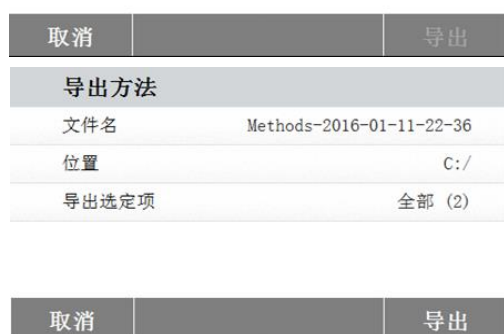 取消 导出
导出方法
文件名 Methods-2016-01-11-22-36
位置 C:/
导出选定项 全部 (2)
取消 导出